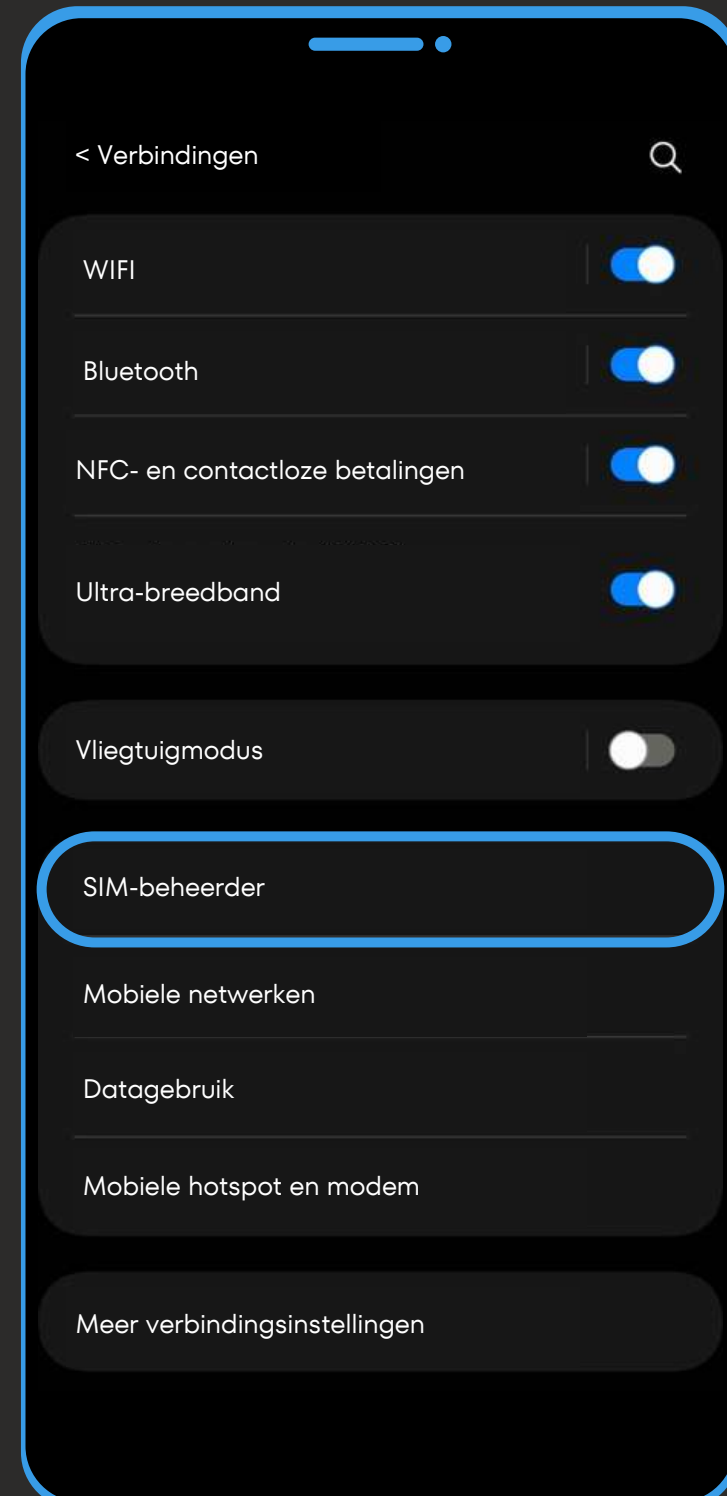 < Verbindingen
WIFI
Bluetooth
NFC- en contactloze betalingen
Ultra-breedband
Vliegtuigmodus
SIM-beheerder
Mobiele netwerken
Datagebruik
Mobiele hotspot en modem
Meer verbindingsinstellingen